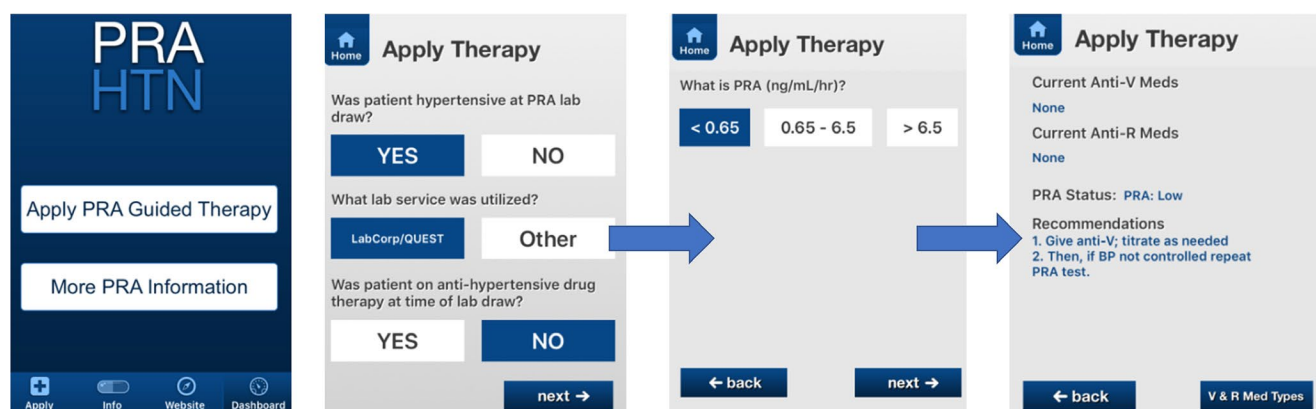 PRA
HTN
Apply PRA Guided Therapy
More PRA Information
Apply
Info
Website
Dashboard
Home
Apply Therapy
Was patient hypertensive at PRA lab
draw?
YES
NO
What lab service was utilized?
LabCorp/QUEST
Other
Was patient on anti-hypertensive drug
therapy at time of lab draw?
YES
NO
next →
Home
Apply Therapy
What is PRA (ng/mL/hr)?
< 0.65
0.65 - 6.5
> 6.5
← back
next →
Home
Apply Therapy
Current Anti-V Meds
None
Current Anti-R Meds
None
PRA Status: PRA: Low
Recommendations
1. Give anti-V; titrate as needed
2. Then, if BP not controlled repeat
PRA test.
← back
V & R Med Types